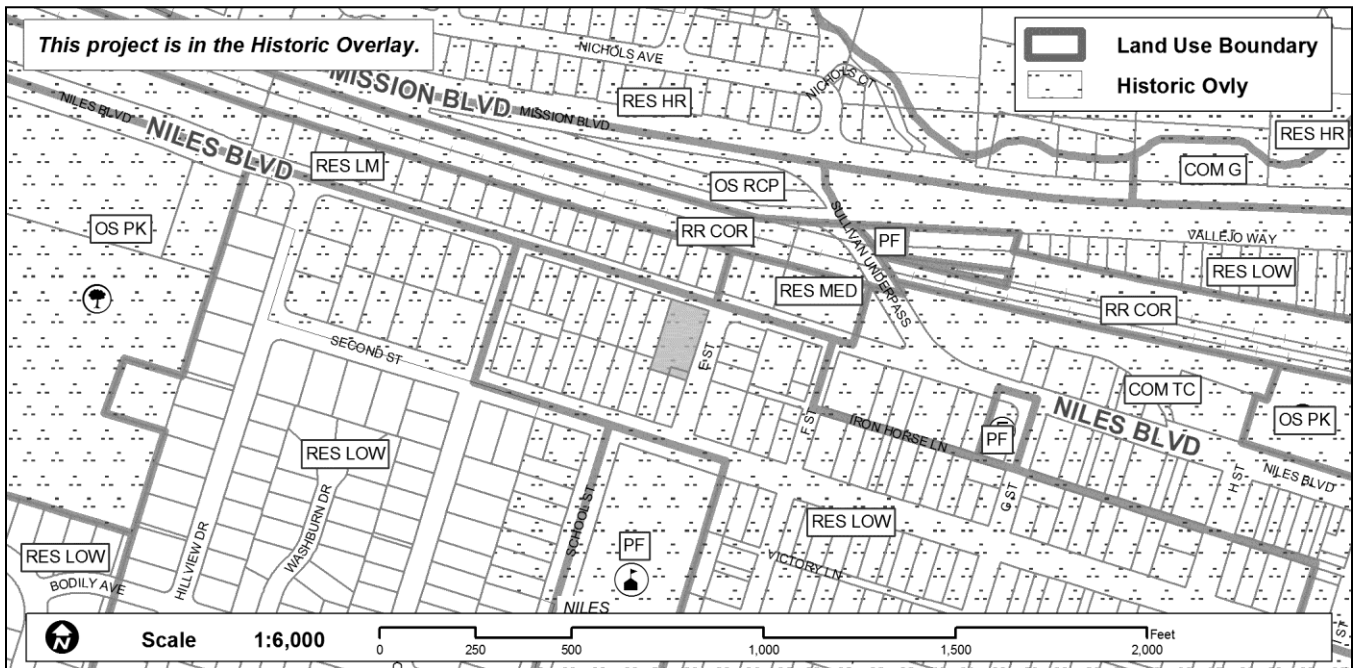 This project is in the Historic Overlay.
Land Use Boundary
Historic Ovly
NICHOLS AVE
NICHOLS CT
MISSION BLVD
MISSION BLVD
RES HR
RES HR
NILES BLVD
NILES BLVD
RES LM
COM G
OS RCP
OS PK
RR COR
SULLIVAN UNDERPASS
PF
VALLEJO WAY
RES LOW
RES MED
RR COR
SECOND ST
E ST
COM TC
NILES BLVD
OS PK
F ST
IRON HORSE LN
PF
RES LOW
WASHBURN DR
G ST
H ST
NILES BLVD
SCHOOL ST
RES LOW
PF
VICTORY LN
RES LOW
BODILY AVE
HILLVIEW DR
NILES
ST
N
Scale 1:6,000
0 250 500 1,000 1,500 2,000
Feet